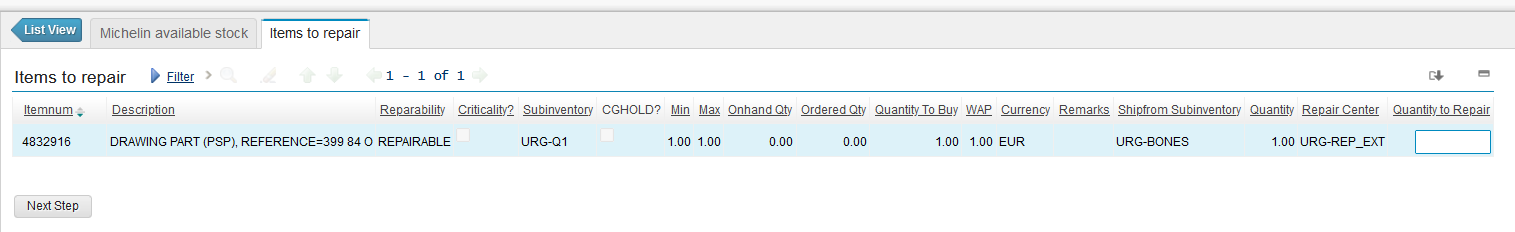 List View Michelin available stock Items to repair
Items to repair Filter 1 - 1 of 1
Itemnum Description Reparability Criticality? Subinventory CGHOLD? Min Max Onhand Qty Ordered Qty Quantity To Buy WAP Currency Remarks Shipfrom Subinventory Quantity Repair Center Quantity to Repair
4832916 DRAWING PART (PSP), REFERENCE=399 84 O REPAIRABLE URG-Q1 1.00 1.00 0.00 0.00 1.00 1.00 EUR URG-BONES 1.00 URG-REP_EXT
Next Step